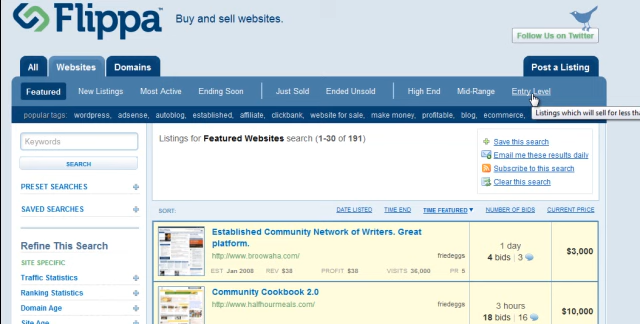 Flippa
Buy and sell websites.
Follow Us on Twitter
All Websites Domains Post a Listing
Featured New Listings Most Active Ending Soon Just Sold Ended Unsold High End Mid-Range Entry Level
popular tags: wordpress, adsense, autoblog, established, affiliate, clickbank, website for sale, make money, profitable, blog, ecommerce,
Listings which will sell for less tha
Keywords
SEARCH
PRESET SEARCHES
SAVED SEARCHES
Listings for Featured Websites search (1-30 of 191)
Save this search
Email me these results daily
Subscribe to this search
Clear this search
SORT: DATE LISTED TIME END TIME FEATURED ▼ NUMBER OF BIDS CURRENT PRICE
Refine This Search
SITE SPECIFIC
Traffic Statistics
Ranking Statistics
Domain Age
Site Age
Established Community Network of Writers. Great
platform.
http://www.broowaha.com/ friedeggs
EST Jan 2008 REV $38 PROFIT $38 VISITS 36,000 PR 5
1 day
4 bids | 3
$3,000
Community Cookbook 2.0
http://www.halfhourmeals.com/ friedeggs
3 hours
18 bids | 16
$10,000